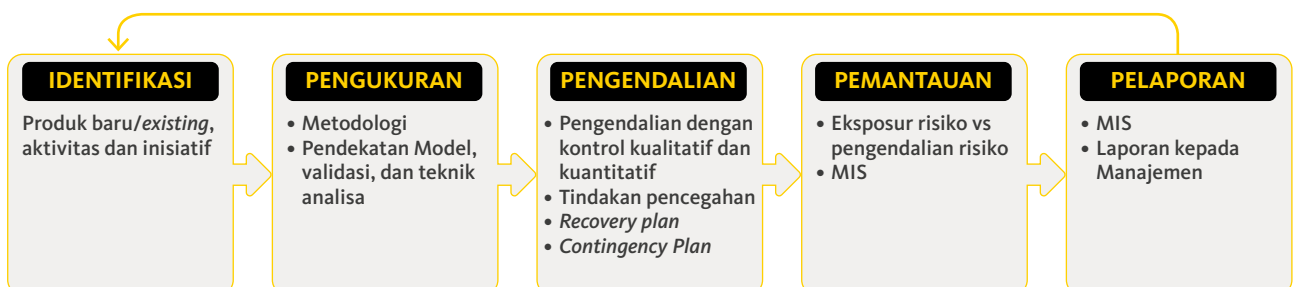 IDENTIFIKASI
Produk baru/existing,
aktivitas dan inisiatif
PENGUKURAN
• Metodologi
• Pendekatan Model,
validasi, dan teknik
analisa
PENGENDALIAN
• Pengendalian dengan
kontrol kualitatif dan
kuantitatif
• Tindakan pencegahan
• Recovery plan
• Contingency Plan
PEMANTAUAN
• Eksposur risiko vs
pengendalian risiko
• MIS
PELAPORAN
• MIS
• Laporan kepada
Manajemen